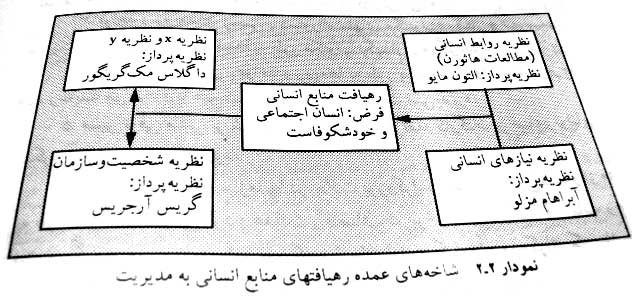 نظریه روابط انسانی
(مطالعات هاثورن)
نظریه‌پرداز: التون مایو
نظریه نیازهای انسانی
نظریه‌پرداز:
آبراهام مزلو
رهیافت منابع انسانی
فرض: انسان اجتماعی
و خودشکوفاست
نظریه x و نظریه y
نظریه‌پرداز:
داگلاس مک‌گریگور
نظریه شخصیت‌وسازمان
نظریه‌پرداز:
گریس آرجریس
نمودار ۲ـ۲ شاخه‌های عمده رهیافتهای منابع انسانی به مدیریت